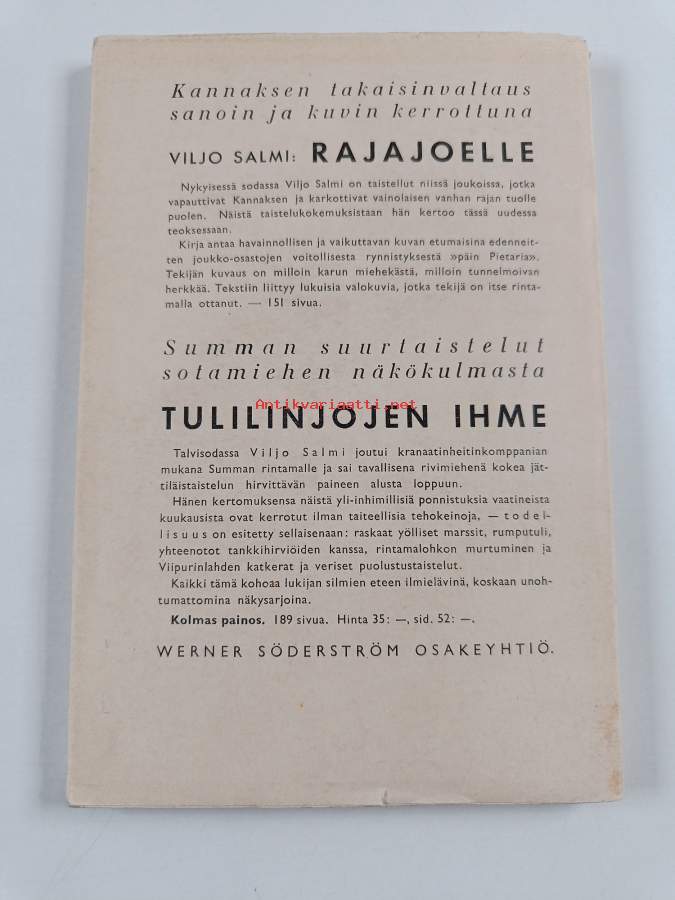 Kannaksen takaisinvaltaus
sanoin ja kuvin kerrottuna
VILJO SALMI: RAJAJOELLE
Nykyisessä sodassa Viljo Salmi on taistellut niissä joukoissa, jotka
vapauttivat Kannaksen ja karkottivat vainolaisen vanhan rajan tuolle
puolen. Näistä taistelukokemuksistaan hän kertoo tässä uudessa
teoksessaan.
Kirja antaa havainnollisen ja vaikuttavan kuvan etumaisina edenneit-
ten joukko-osastojen voitollisesta rynnistyksestä »päin Pietaria».
Tekijän kuvaus on milloin karun miehekästä, milloin tunnelmoivan
herkkää. Tekstiin liittyy lukuisia valokuvia, jotka tekijä on itse rinta-
malla ottanut. — 151 sivua.
Summan suurtaistelut
sotamiehen näkökulmasta
Antikvariaatti.net
TULILINJOJEN IHME
Talvisodassa Viljo Salmi joutui kranaatinheitinkomppanian
mukana Summan rintamalle ja sai tavallisena rivimiehenä kokea jät-
tiläistaistelun hirvittävän paineen alusta loppuun.
Hänen kertomuksensa näistä yli-inhimillisiä ponnistuksia vaatineista
kuukausista ovat kerrotut ilman taiteellisia tehokeinoja, — todel-
lisuus on esitetty sellaisenaan: raskaat yölliset marssit, rumputuli,
yhteenotot tankkihirviöiden kanssa, rintamalohkon murtuminen ja
Viipurinlahden katkerat ja veriset puolustustaistelut.
Kaikki tämä kohoaa lukijan silmien eteen ilmielävinä, koskaan unoh-
tumattomina näkysarjoina.
Kolmas painos. 189 sivua. Hinta 35: —, sid. 52: —.
WERNER SÖDERSTRÖM OSAKEYHTIÖ.